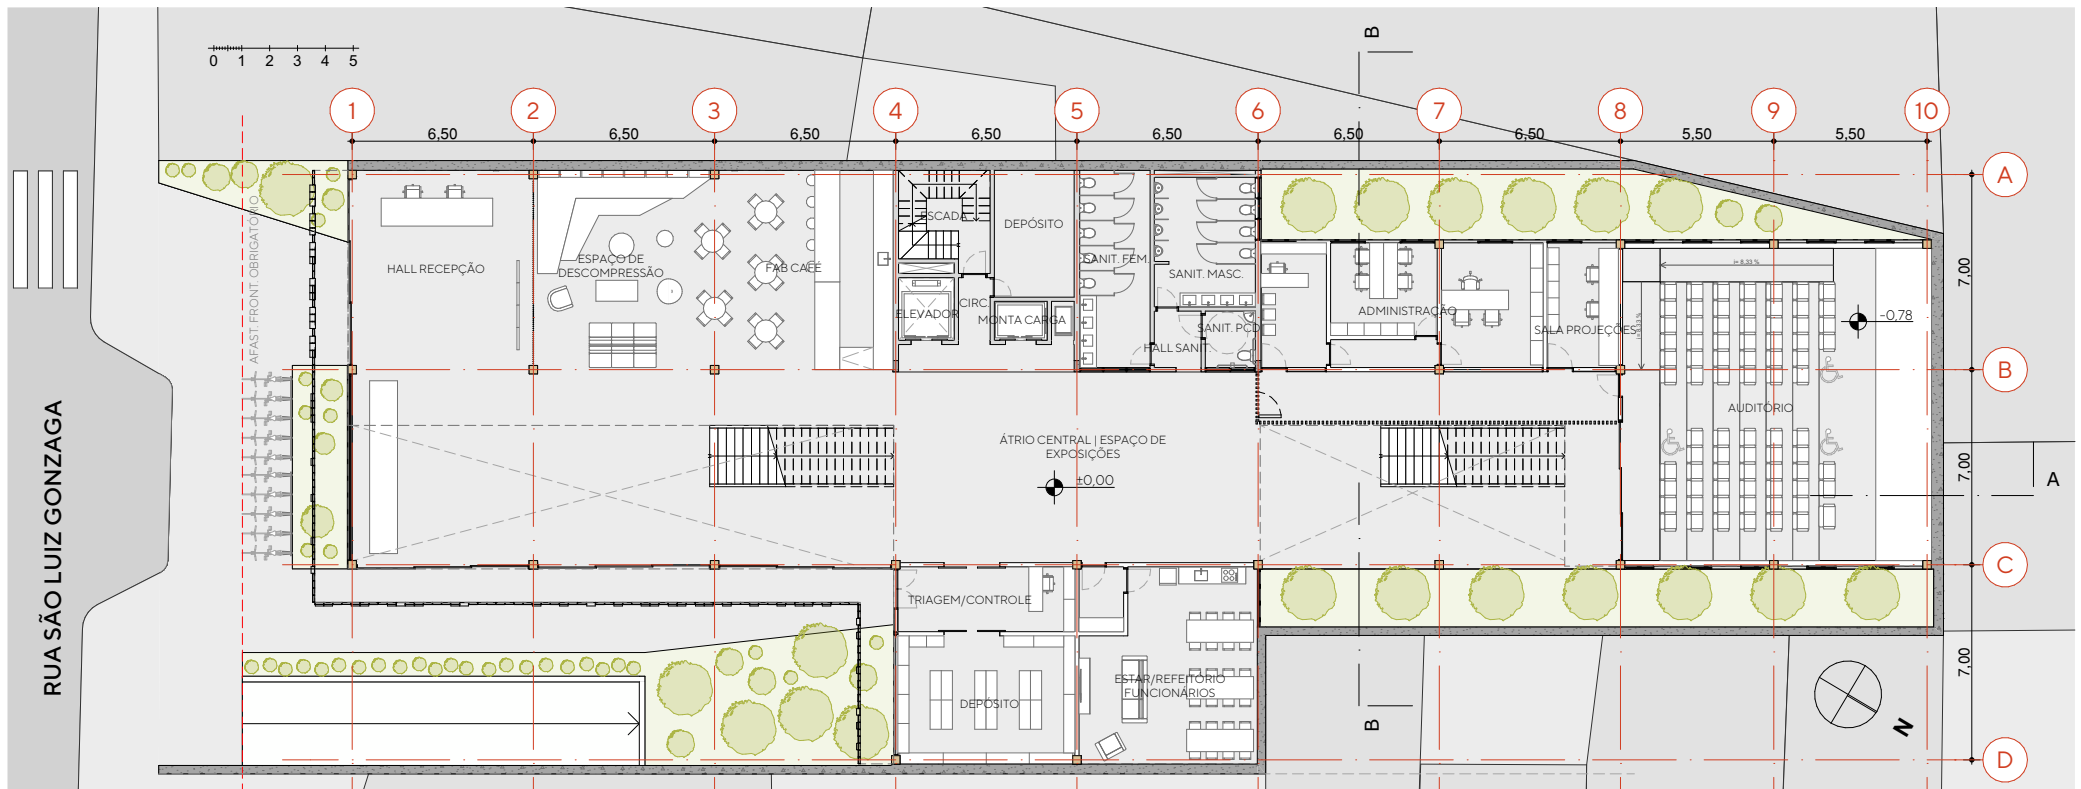 B
0 1 2 3 4 5
1 2 3 4 5 6 7 8 9 10
6,50 6,50 6,50 6,50 6,50 6,50 6,50 5,50 5,50
A
AFAST. FRONT. OBRIGATÓRIO
ESCADA
DEPÓSITO
HALL RECEPÇÃO
ESPAÇO DE
DESCOMPRESSÃO
FAB CAFÉ
SANIT. FEM.
SANIT. MASC.
i= 8,33 %
7,00
CIRC.
ELEVADOR
MONTA CARGA
HALL SANIT.
SANIT. PCD
ADMINISTRAÇÃO
SALA PROJEÇÕES
i= 8,33 %
-0,78
B
AUDITÓRIO
ÁTRIO CENTRAL | ESPAÇO DE
EXPOSIÇÕES
±0,00
7,00
A
RUA SÃO LUIZ GONZAGA
C
TRIAGEM/CONTROLE
DEPÓSITO
ESTAR/REFEITÓRIO
FUNCIONÁRIOS
7,00
B
N
D